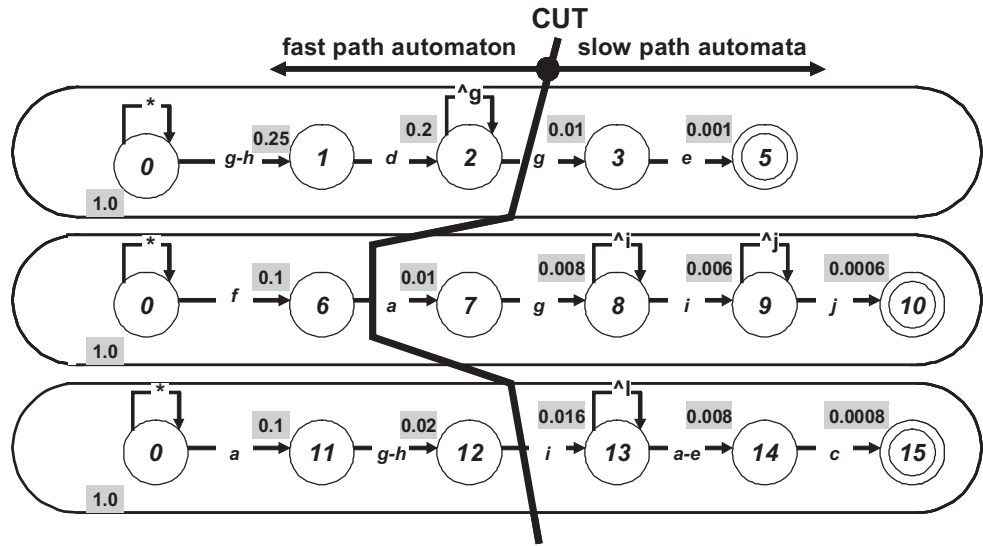 CUT
fast path automaton slow path automata
* ^g
0.25 0.2 0.01 0.001
0 g-h 1 d 2 g 3 e 5
1.0
* ^i ^j
0.1 0.01 0.008 0.006 0.0006
0 f 6 a 7 g 8 i 9 j 10
1.0
* ^l
0.1 0.02 0.016 0.008 0.0008
0 a 11 g-h 12 i 13 a-e 14 c 15
1.0